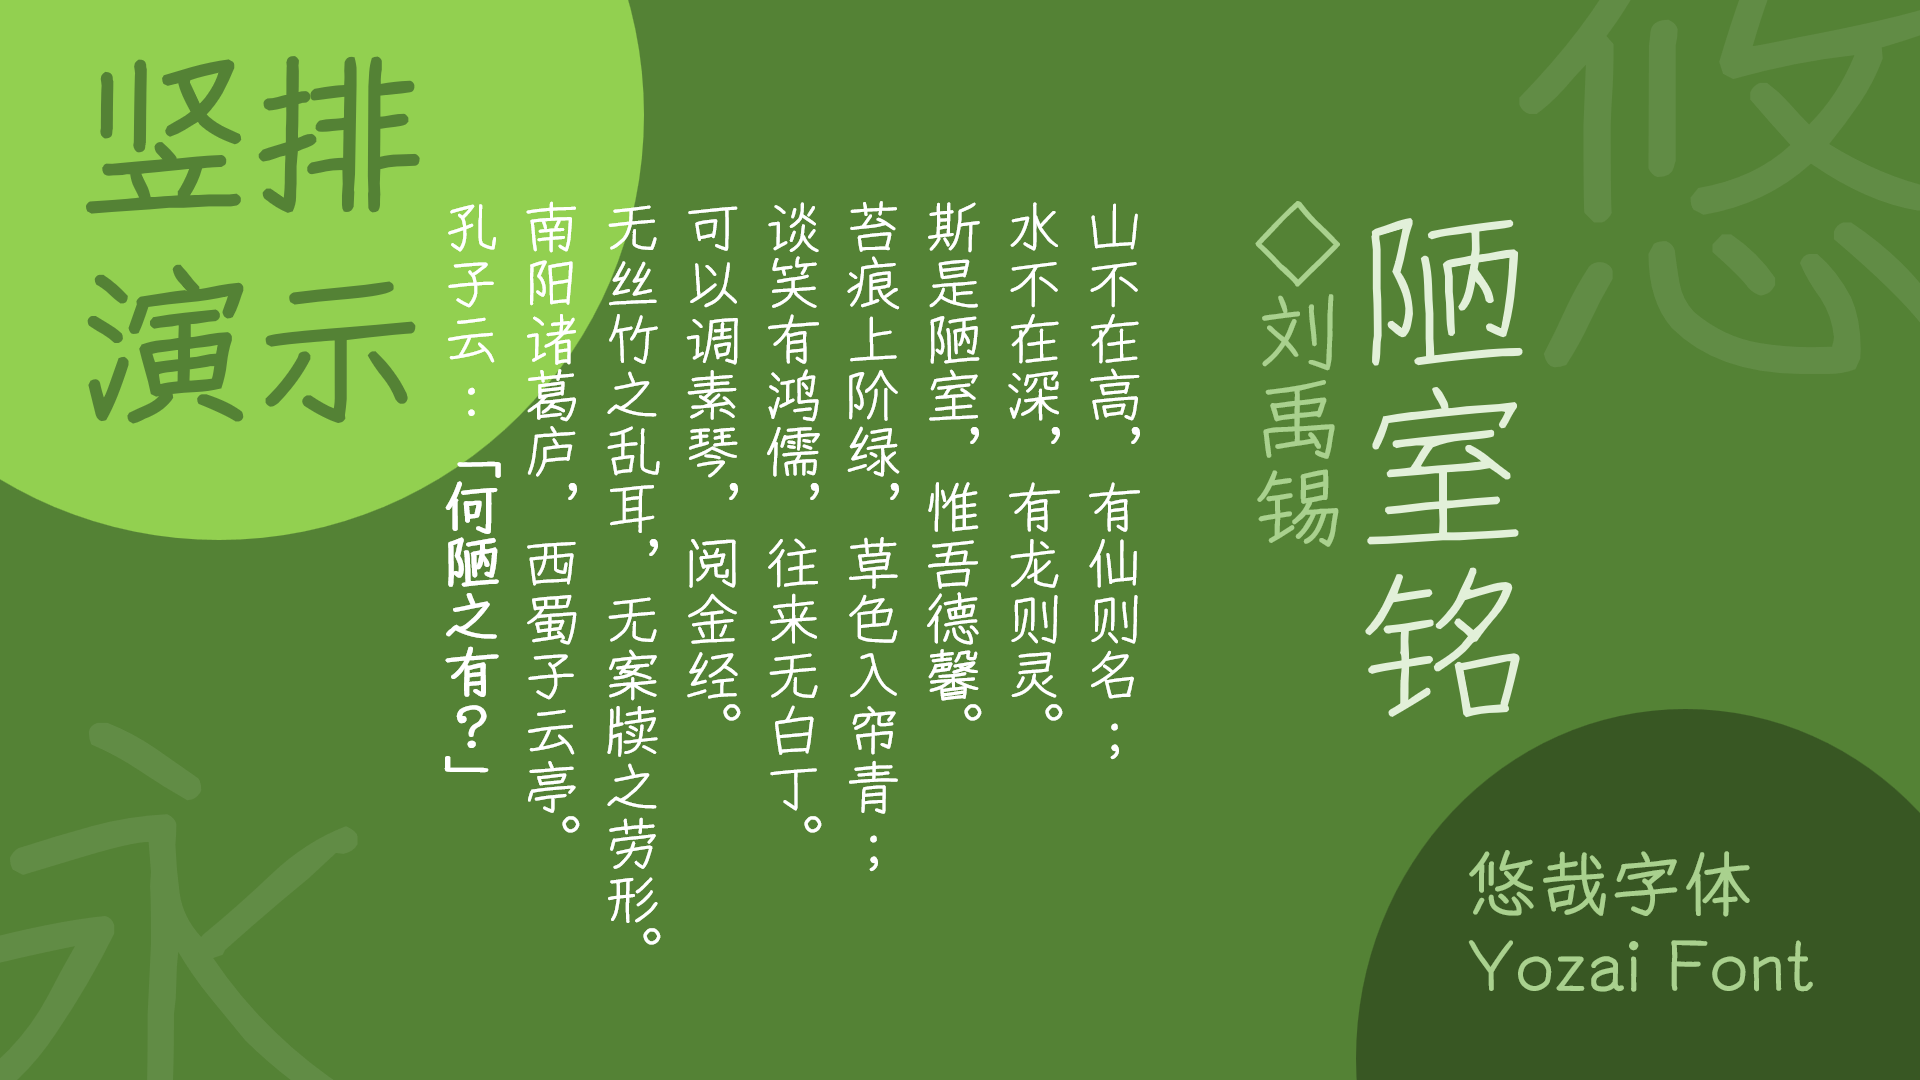 竖排
演示
陋室铭
◇刘禹锡
山不在高，有仙则名；
水不在深，有龙则灵。
斯是陋室，惟吾德馨。
苔痕上阶绿，草色入帘青；
谈笑有鸿儒，往来无白丁。
可以调素琴，阅金经。
无丝竹之乱耳，无案牍之劳形。
南阳诸葛庐，西蜀子云亭。
孔子云：「何陋之有？」
悠哉字体
Yozai Font
悠
永